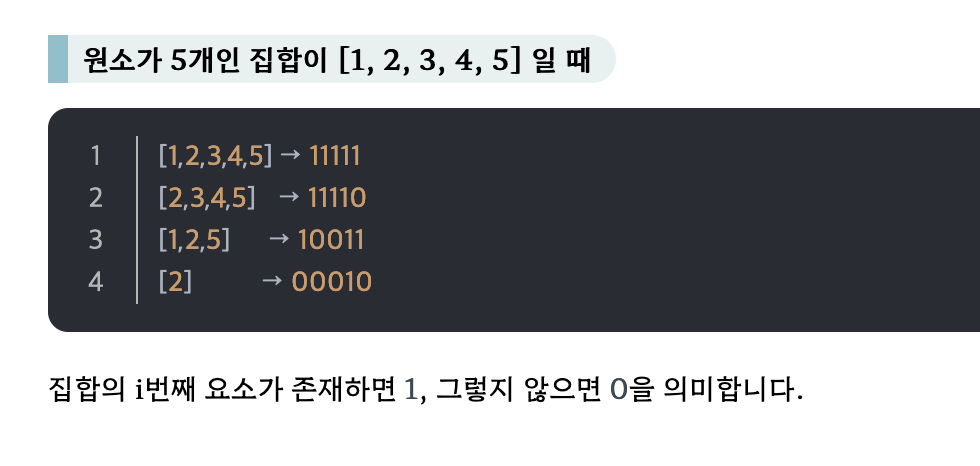 원소가 5개인 집합이 [1, 2, 3, 4, 5] 일 때
1 [1,2,3,4,5] → 11111
2 [2,3,4,5] → 11110
3 [1,2,5] → 10011
4 [2] → 00010
집합의 i번째 요소가 존재하면 1, 그렇지 않으면 0을 의미합니다.